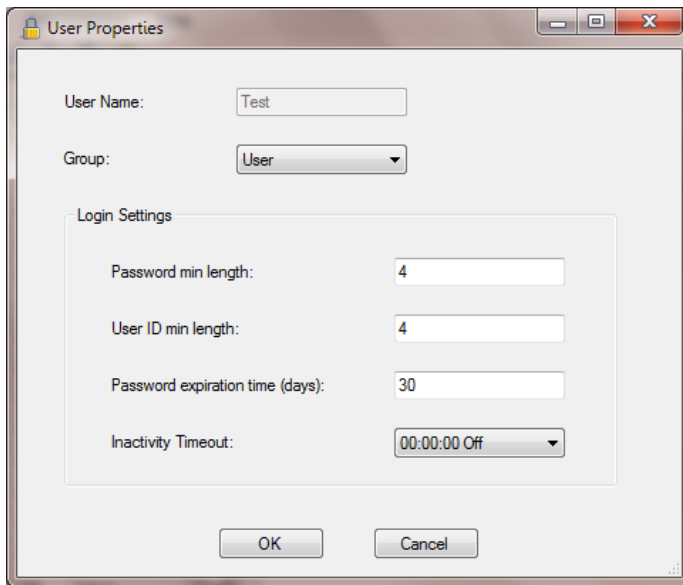 User Properties
User Name: Test
Group: User
Login Settings
Password min length: 4
User ID min length: 4
Password expiration time (days): 30
Inactivity Timeout: 00:00:00 Off
OK Cancel